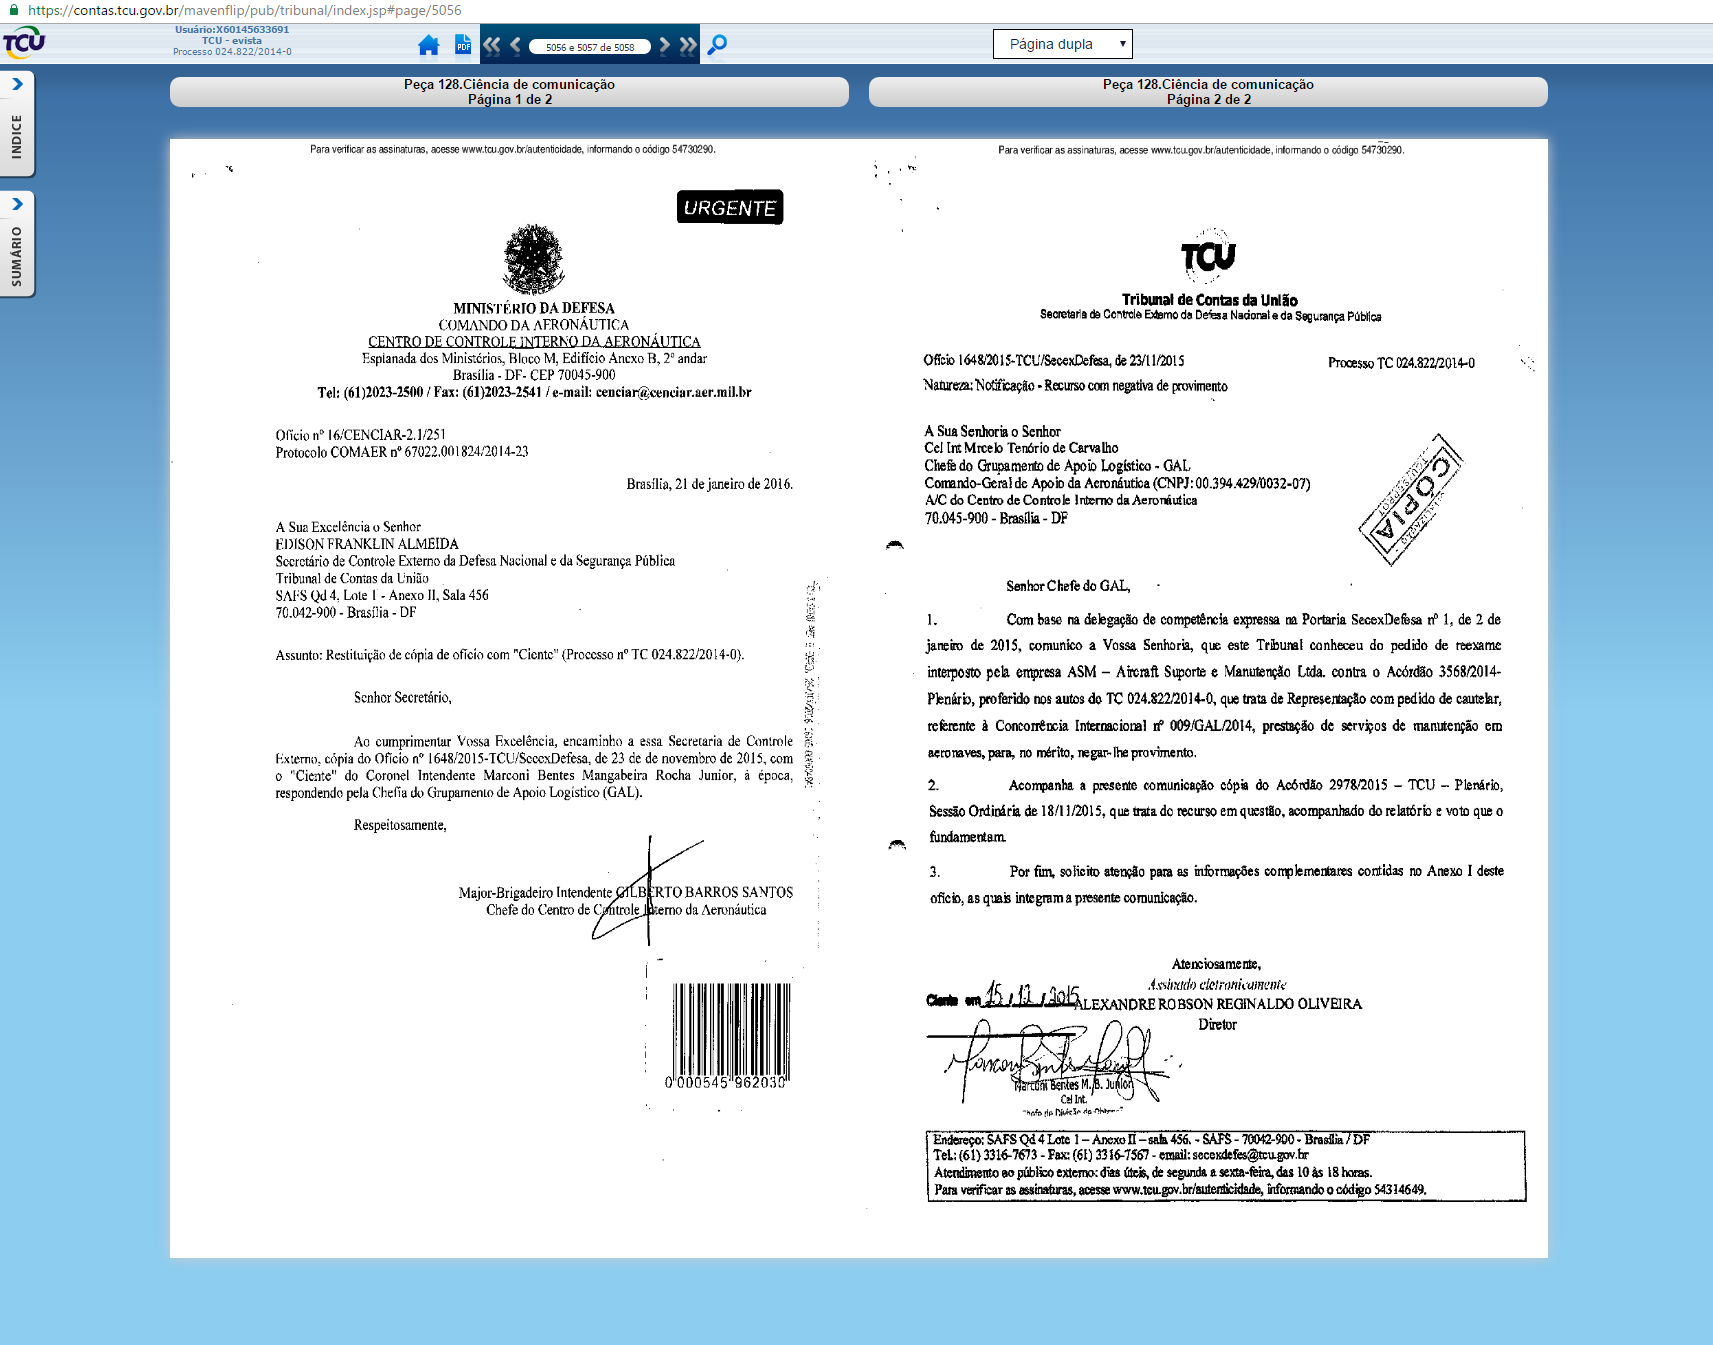 https://contas.tcu.gov.br/mavenflip/pub/tribunal/index.jsp#page/5056
TCU
Usuário:X60145633691
TCU - evista
Processo 024.822/2014-0
PDF
5056 e 5057 de 5058
Página dupla
INDICE
SUMÁRIO
Peça 128.Ciência de comunicação
Página 1 de 2
Para verificar as assinaturas, acesse www.tcu.gov.br/autenticidade, informando o código 54730290.
URGENTE
MINISTÉRIO DA DEFESA
COMANDO DA AERONÁUTICA
CENTRO DE CONTROLE INTERNO DA AERONÁUTICA
Esplanada dos Ministérios, Bloco M, Edifício Anexo B, 2º andar
Brasília - DF- CEP 70045-900
Tel: (61)2023-2500 / Fax: (61)2023-2541 / e-mail: cenciar@cenciar.aer.mil.br
Ofício nº 16/CENCIAR-2.1/251
Protocolo COMAER nº 67022.001824/2014-23
Brasília, 21 de janeiro de 2016.
A Sua Excelência o Senhor
EDISON FRANKLIN ALMEIDA
Secretário de Controle Externo da Defesa Nacional e da Segurança Pública
Tribunal de Contas da União
SAFS Qd 4, Lote 1 - Anexo II, Sala 456
70.042-900 - Brasília - DF
Assunto: Restituição de cópia de ofício com "Ciente" (Processo nº TC 024.822/2014-0).
Senhor Secretário,
Ao cumprimentar Vossa Excelência, encaminho a essa Secretaria de Controle
Externo, cópia do Ofício nº 1648/2015-TCU/SecexDefesa, de 23 de de novembro de 2015, com
o "Ciente" do Coronel Intendente Marconi Bentes Mangabeira Rocha Junior, à época,
respondendo pela Chefia do Grupamento de Apoio Logístico (GAL).
Respeitosamente,
Major-Brigadeiro Intendente GILBERTO BARROS SANTOS
Chefe do Centro de Controle Interno da Aeronáutica
0 000545 962030
Peça 128.Ciência de comunicação
Página 2 de 2
Para verificar as assinaturas, acesse www.tcu.gov.br/autenticidade, informando o código 54730290.
TCU
Tribunal de Contas da União
Secretaria de Controle Externo da Defesa Nacional e da Segurança Pública
Ofício 1648/2015-TCU/SecexDefesa, de 23/11/2015
Processo TC 024.822/2014-0
Natureza: Notificação - Recurso com negativa de provimento
A Sua Senhoria o Senhor
Cel Int Mrcelo Tenório de Carvalho
Chefe do Grupamento de Apoio Logístico - GAL
Comando-Geral de Apoio da Aeronáutica (CNPJ: 00.394.429/0032-07)
A/C do Centro de Controle Interno da Aeronáutica
70.045-900 - Brasília - DF
CÓPIA
Senhor Chefe do GAL,
1. Com base na delegação de competência expressa na Portaria SecexDefesa nº 1, de 2 de
janeiro de 2015, comunico a Vossa Senhoria, que este Tribunal conheceu do pedido de reexame
interposto pela empresa ASM – Aircraft Suporte e Manutenção Ltda. contra o Acórdão 3568/2014-
Plenário, proferido nos autos do TC 024.822/2014-0, que trata de Representação com pedido de cautelar,
referente à Concorrência Internacional nº 009/GAL/2014, prestação de serviços de manutenção em
aeronaves, para, no mérito, negar-lhe provimento.
2. Acompanha a presente comunicação cópia do Acórdão 2978/2015 – TCU – Plenário,
Sessão Ordinária de 18/11/2015, que trata do recurso em questão, acompanhado do relatório e voto que o
fundamentam.
3. Por fim, solicito atenção para as informações complementares contidas no Anexo I deste
ofício, as quais integram a presente comunicação.
Atenciosamente,
Assinado eletronicamente
Ciente em 15/12/2015
ALEXANDRE ROBSON REGINALDO OLIVEIRA
Diretor
Marconi Bentes M. B. Junior
Cel Int.
Endereço: SAFS Qd 4 Lote 1 – Anexo II – sala 456. - SAFS - 70042-900 - Brasília / DF
Tel.: (61) 3316-7673 - Fax: (61) 3316-7567 - email: secexdefes@tcu.gov.br
Atendimento ao público externo: dias úteis, de segunda a sexta-feira, das 10 às 18 horas.
Para verificar as assinaturas, acesse www.tcu.gov.br/autenticidade, informando o código 54314649.